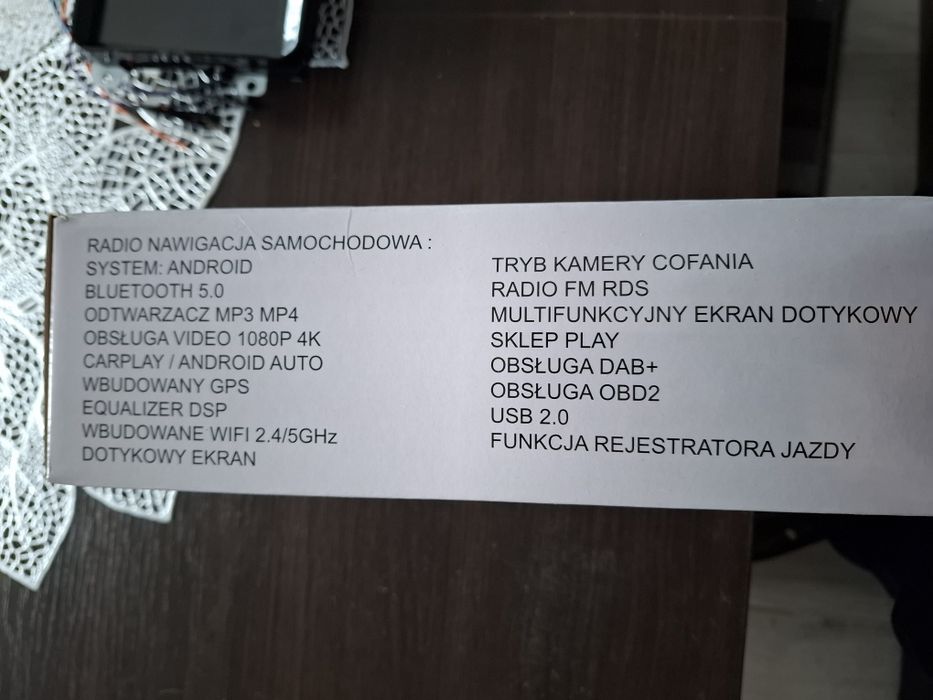 RADIO NAWIGACJA SAMOCHODOWA :
SYSTEM: ANDROID
BLUETOOTH 5.0
ODTWARZACZ MP3 MP4
OBSŁUGA VIDEO 1080P 4K
CARPLAY / ANDROID AUTO
WBUDOWANY GPS
EQUALIZER DSP
WBUDOWANE WIFI 2.4/5GHz
DOTYKOWY EKRAN
TRYB KAMERY COFANIA
RADIO FM RDS
MULTIFUNKCYJNY EKRAN DOTYKOWY
SKLEP PLAY
OBSŁUGA DAB+
OBSŁUGA OBD2
USB 2.0
FUNKCJA REJESTRATORA JAZDY